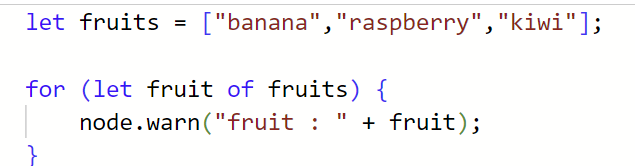 let fruits = ["banana","raspberry","kiwi"];
for (let fruit of fruits) {
node.warn("fruit : " + fruit);
}